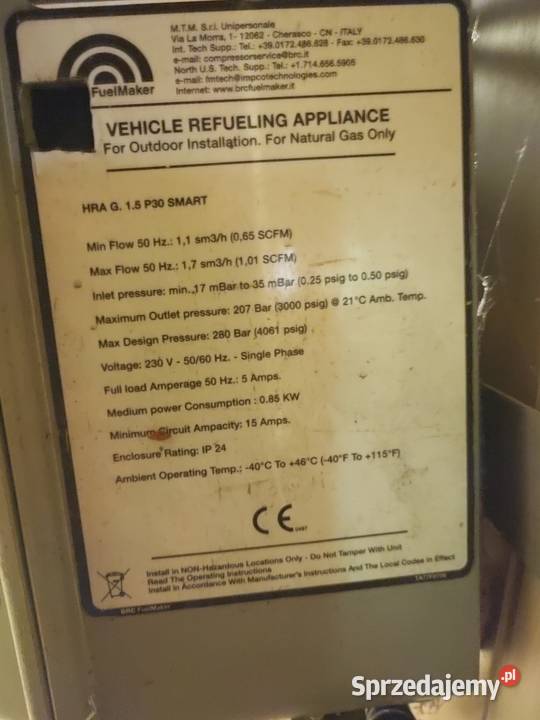 M.T.M. S.r.l. Unipersonale
Via La Morra, 1- 12062 - Cherasco - CN - ITALY
Int. Tech Supp.: Tel.: +39.0172.486.828 - Fax: +39.0172.486.630
e-mail: compressorservice@brc.it
North U.S. Tech. Supp.: Tel.: +1.714.656.5905
e-mail: fmtech@impcotechnologies.com
Internet: www.brcfuelmaker.it
FuelMaker
VEHICLE REFUELING APPLIANCE
For Outdoor Installation. For Natural Gas Only
HRA G. 1.5 P30 SMART
Min Flow 50 Hz.: 1,1 sm3/h (0,65 SCFM)
Max Flow 50 Hz.: 1,7 sm3/h (1,01 SCFM)
Inlet pressure: min. 17 mBar to 35 mBar (0.25 psig to 0.50 psig)
Maximum Outlet pressure: 207 Bar (3000 psig) @ 21°C Amb. Temp.
Max Design Pressure: 280 Bar (4061 psig)
Voltage: 230 V - 50/60 Hz. - Single Phase
Full load Amperage 50 Hz.: 5 Amps.
Medium power Consumption : 0.85 KW
Minimum Circuit Ampacity: 15 Amps.
Enclosure Rating: IP 24
Ambient Operating Temp.: -40°C To +46°C (-40°F To +115°F)
CE
Install in NON-Hazardous Locations Only - Do Not Tamper With Unit
Read The Operating Instructions
Install in Accordance With Manufacturer's Instructions And The Local Codes in Effect
BRC FuelMaker
Sprzedajemy.pl